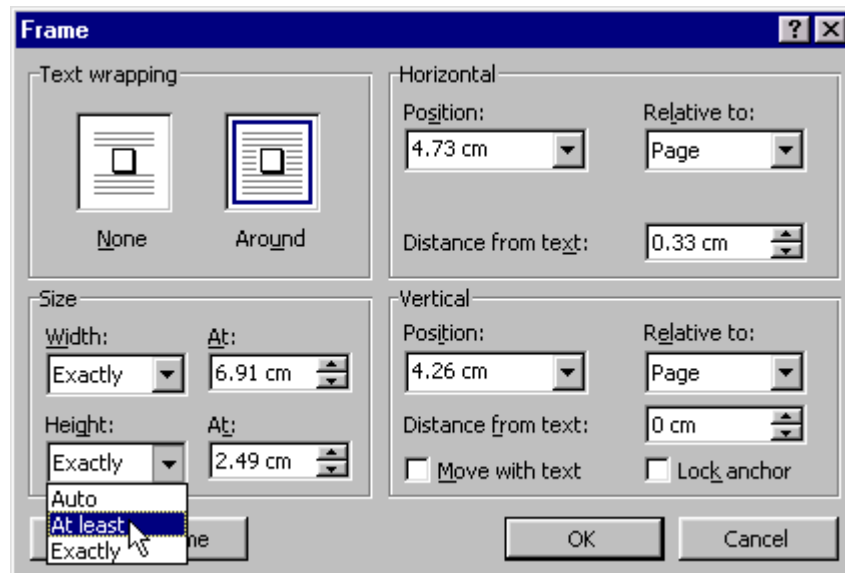 Frame
Text wrapping
None
Around
Horizontal
Position:
Relative to:
4.73 cm
Page
Distance from text:
0.33 cm
Size
Width:
At:
Exactly
6.91 cm
Height:
At:
Exactly
2.49 cm
Auto
At least
Exactly
Vertical
Position:
Relative to:
4.26 cm
Page
Distance from text:
0 cm
Move with text
Lock anchor
OK
Cancel